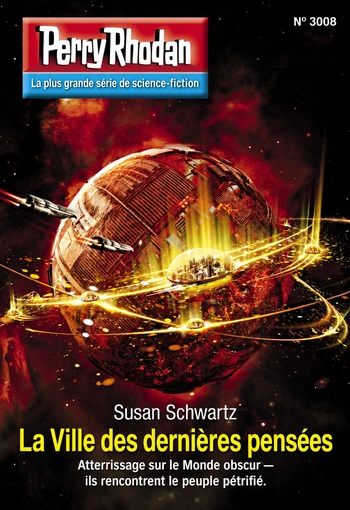 N° 3008
Perry Rhodan
La plus grande série de science-fiction
Susan Schwartz
La Ville des dernières pensées
Atterrissage sur le Monde obscur —
ils rencontrent le peuple pétrifié.